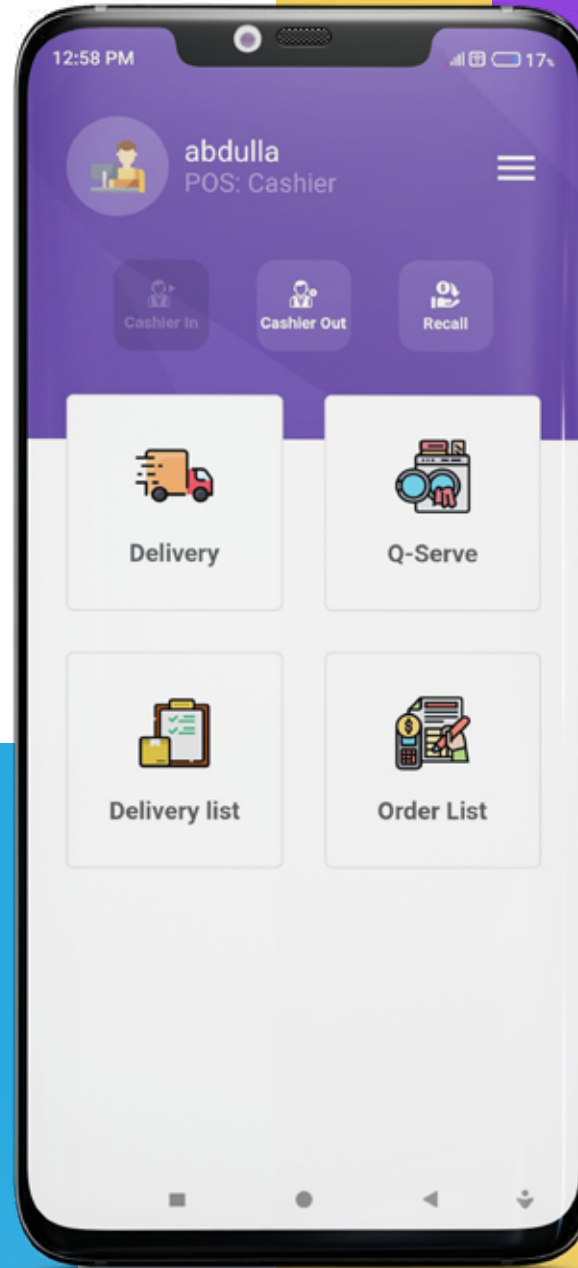 12:58 PM
17%
abdulla
POS: Cashier
Cashier In
Cashier Out
Recall
Delivery
Q-Serve
Delivery list
Order List